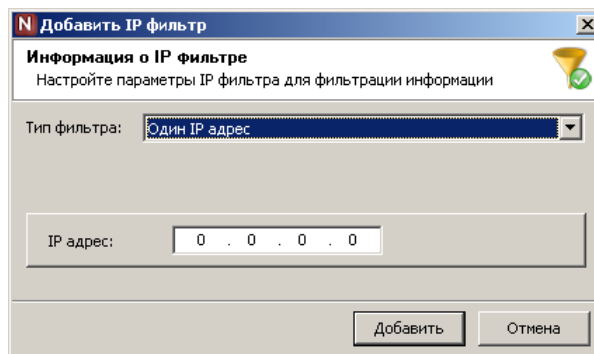 N Добавить IP фильтр
Информация о IP фильтре
Настройте параметры IP фильтра для фильтрации информации
Тип фильтра: Один IP адрес
IP адрес: 0 . 0 . 0 . 0
Добавить Отмена